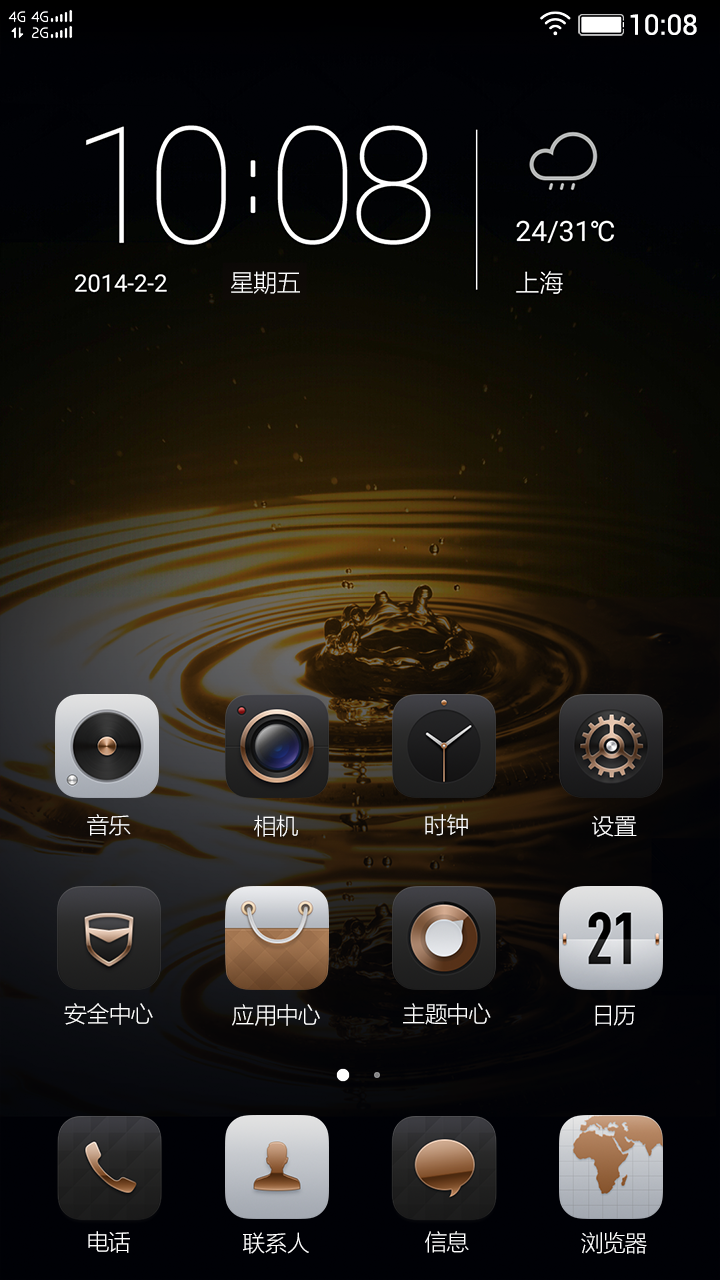 4G 4G 10:08
2G
10:08
24/31℃
2014-2-2 星期五 上海
音乐 相机 时钟 设置
21
安全中心 应用中心 主题中心 日历
电话 联系人 信息 浏览器